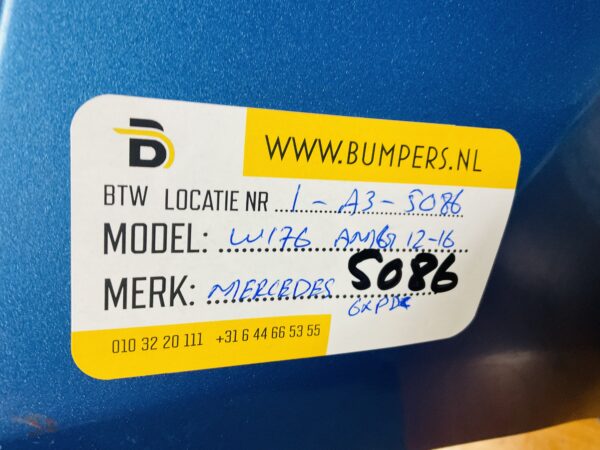 B
WWW.BUMPERS.NL
BTW LOCATIE NR 1 - A3 - 5086
MODEL: W176 AMG 12-16
MERK: MERCEDES 5086
6xPDC
010 32 20 111 +31 6 44 66 53 55